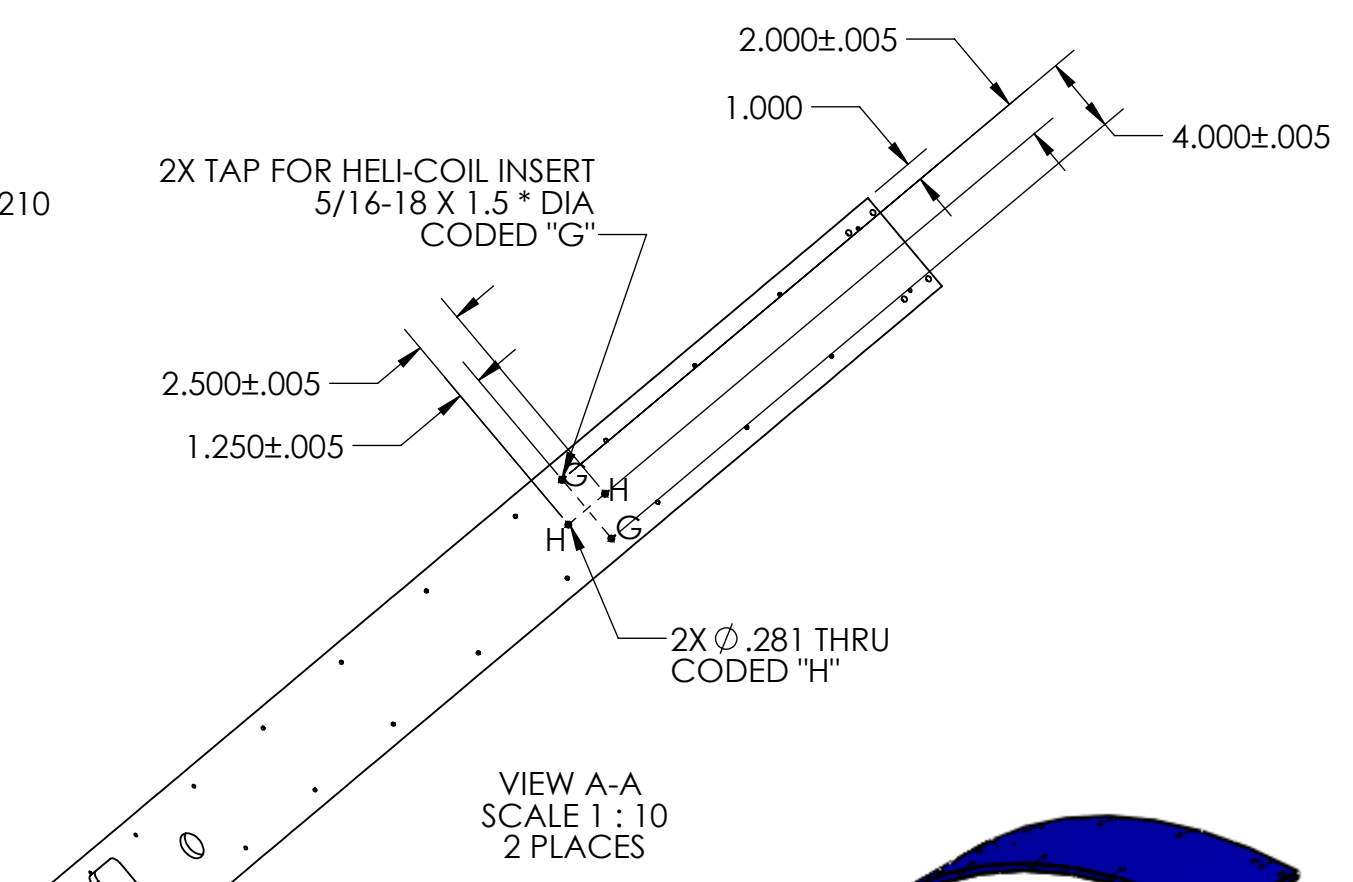 2.000±.005
1.000
4.000±.005
2X TAP FOR HELI-COIL INSERT
5/16-18 X 1.5 * DIA
CODED "G"
210
2.500±.005
1.250±.005
G
H
G
H
2X ∅ .281 THRU
CODED "H"
VIEW A-A
SCALE 1 : 10
2 PLACES